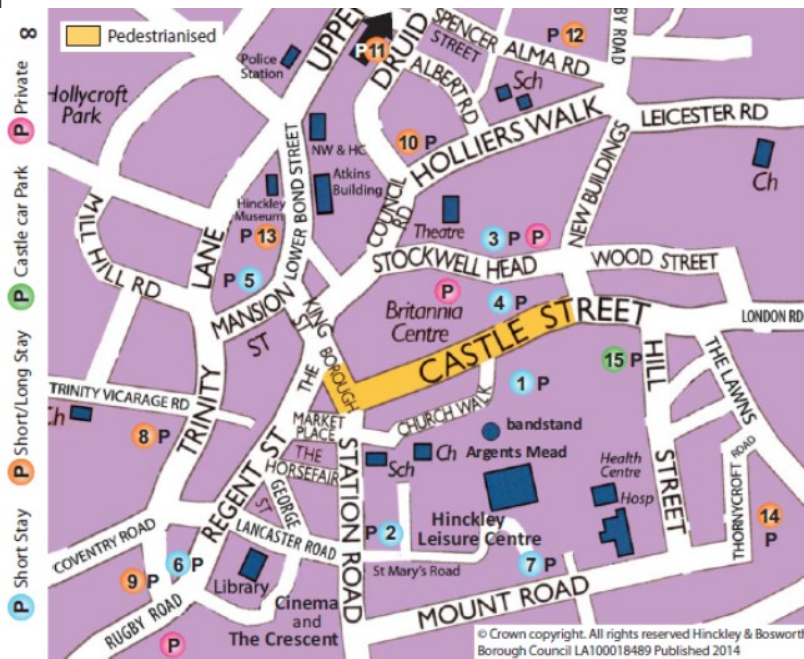 8
P Private
P Castle car Park
P Short/Long Stay
P Short Stay
Pedestrianised
UPPER
P 11
DRUID
SPENCER
STREET
P 12
ALMA RD
BY ROAD
Police
Station
ALBERT RD
Sch
Hollycroft
Park
NW & HC
10 P
HOLLIERS WALK
LEICESTER RD
LOWER BOND STREET
Atkins
Building
NEW BUILDINGS
Ch
Hinckley
Museum
COUNCIL
RD
Theatre
MILL HILL RD
LANE
P 13
3 P P
P 5
STOCKWELL HEAD
WOOD STREET
MANSION
ST
KING
ST
P
4 P
Britannia
Centre
CASTLE STREET
LONDON RD
THE BOROUGH
15 P
HILL
STREET
THE LAWNS
TRINITY
TRINITY VICARAGE RD
1 P
Ch
8 P
MARKET
PLACE
CHURCH WALK
bandstand
Argents Mead
THE
HORSEFAIR
Sch
Ch
STATION ROAD
REGENT ST
GEORGE
ST
Health
Centre
Hosp
THORNYCROFT ROAD
14
P
COVENTRY ROAD
LANCASTER ROAD
P 2
Hinckley
Leisure Centre
9 P
6 P
Library
St Mary's Road
7 P
RUGBY ROAD
Cinema
and
The Crescent
MOUNT ROAD
P
© Crown copyright. All rights reserved Hinckley & Bosworth
Borough Council LA100018489 Published 2014